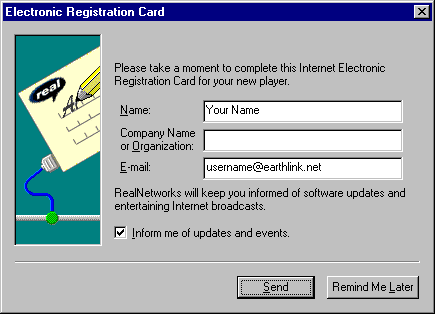 Electronic Registration Card
real
Please take a moment to complete this Internet Electronic
Registration Card for your new player.
Name:
Your Name
Company Name
or Organization:
E-mail:
username@earthlink.net
RealNetworks will keep you informed of software updates and
entertaining Internet broadcasts.
Inform me of updates and events.
Send
Remind Me Later